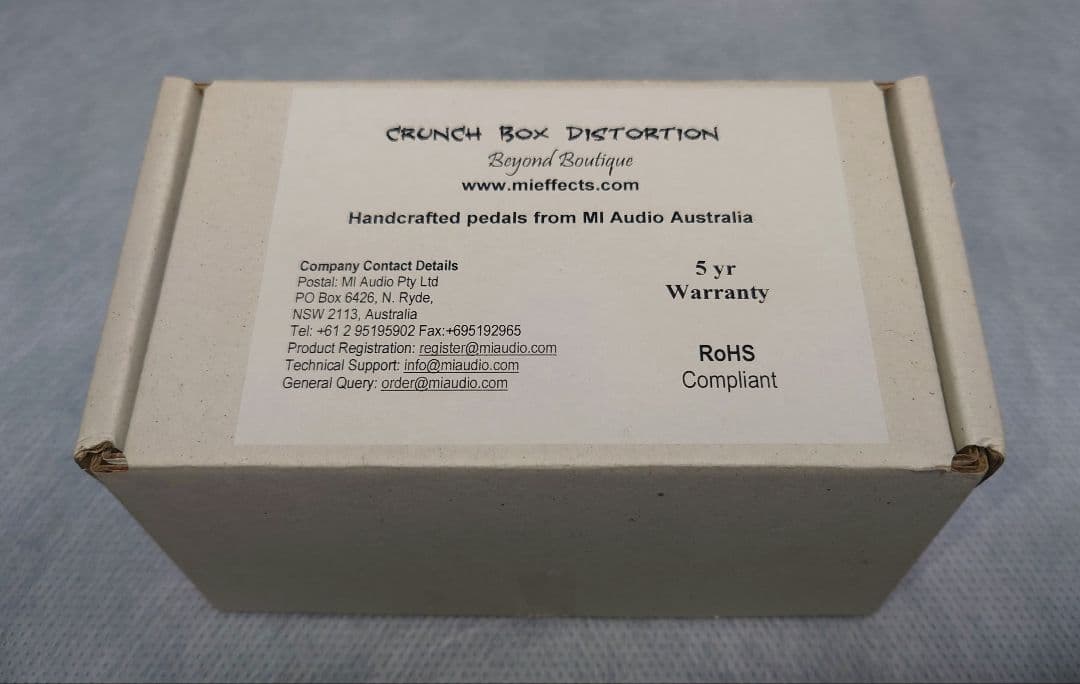 CRUNCH BOX DISTORTION
Beyond Boutique
www.mieffects.com
Handcrafted pedals from MI Audio Australia
Company Contact Details
Postal: MI Audio Pty Ltd
PO Box 6426, N. Ryde,
NSW 2113, Australia
Tel: +61 2 95195902 Fax:+695192965
Product Registration: register@miaudio.com
Technical Support: info@miaudio.com
General Query: order@miaudio.com
5 yr
Warranty
RoHS
Compliant